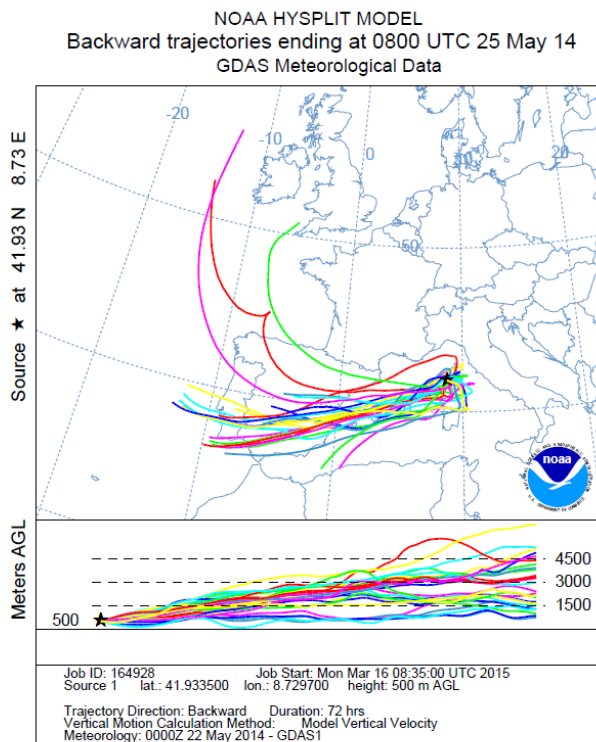 NOAA HYSPLIT MODEL
Backward trajectories ending at 0800 UTC 25 May 14
GDAS Meteorological Data
Source ★ at 41.93 N 8.73 E
-20
-10
0
10
20
50
noaa
Meters AGL
500
4500
3000
1500
Job ID: 164928 Job Start: Mon Mar 16 08:35:00 UTC 2015
Source 1 lat.: 41.933500 lon.: 8.729700 height: 500 m AGL
Trajectory Direction: Backward Duration: 72 hrs
Vertical Motion Calculation Method: Model Vertical Velocity
Meteorology: 0000Z 22 May 2014 - GDAS1